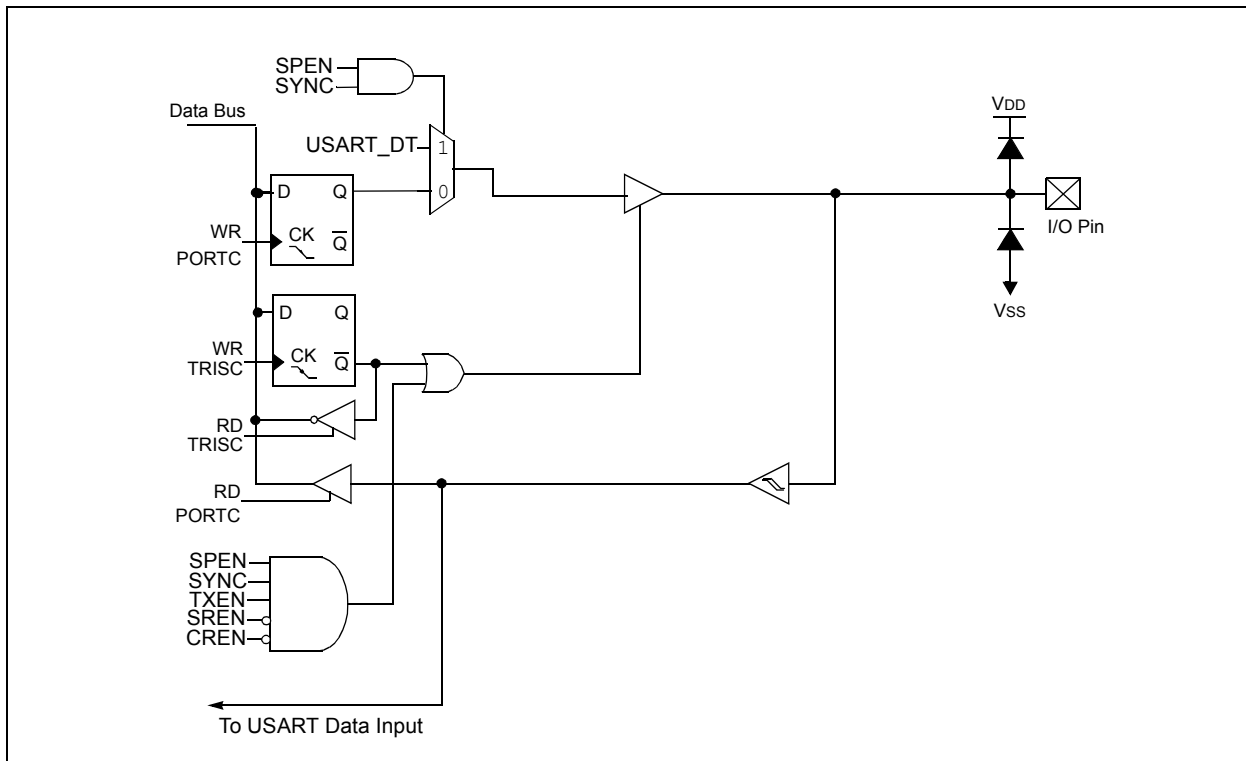 SPEN
SYNC
Data Bus
VDD
USART_DT
1
D
Q
0
I/O Pin
WR
PORTC
CK
Q̅
VSS
D
Q
WR
TRISC
CK
Q̅
RD
TRISC
RD
PORTC
SPEN
SYNC
TXEN
SREN
CREN
To USART Data Input